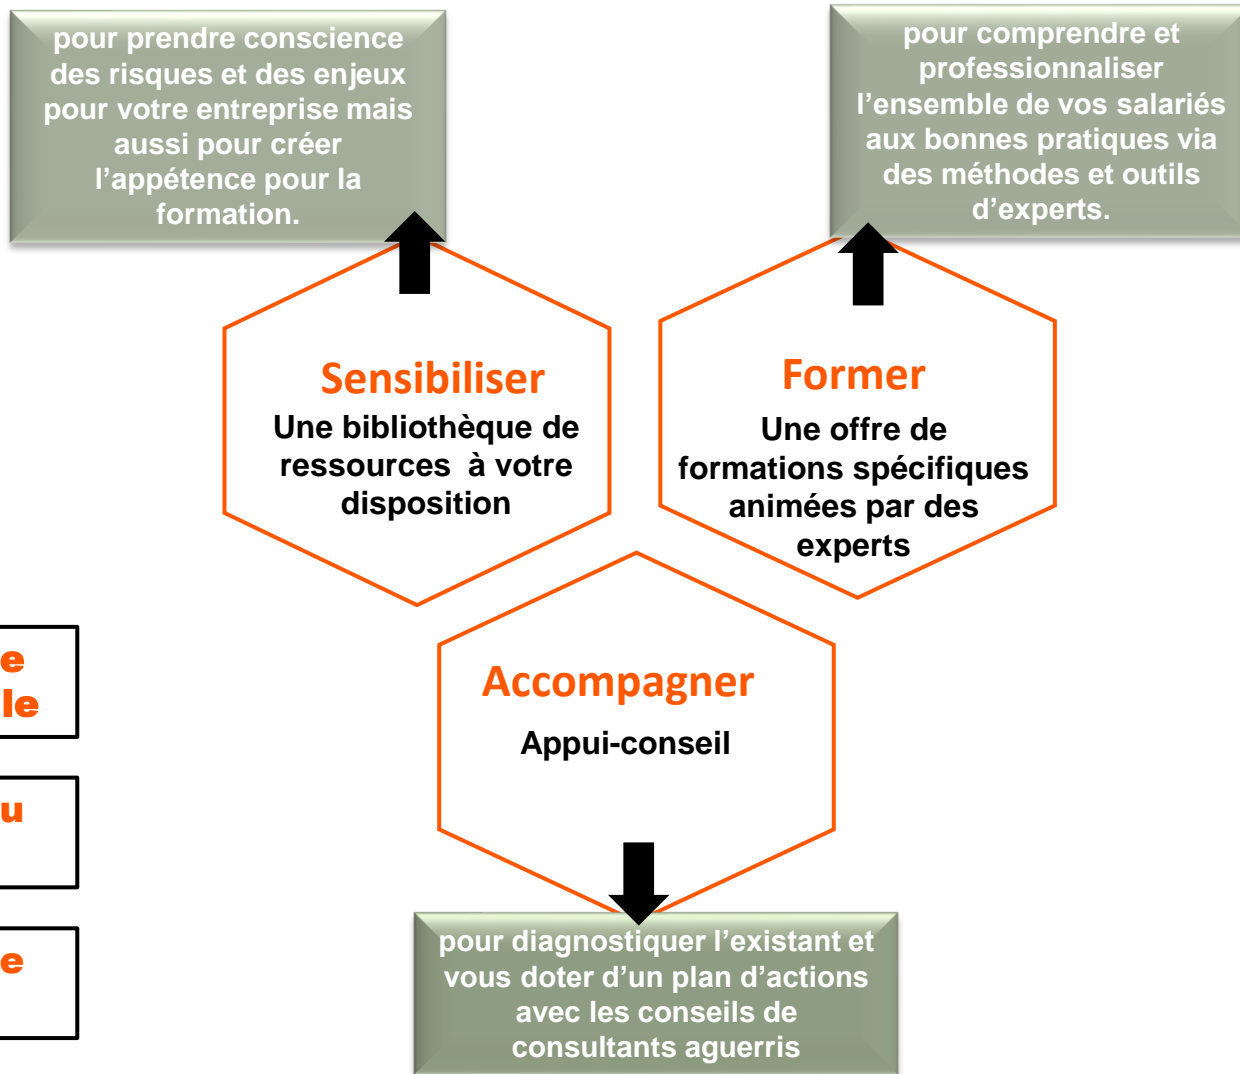 pour prendre conscience
des risques et des enjeux
pour votre entreprise mais
aussi pour créer
l’appétence pour la
formation.
pour comprendre et
professionnaliser
l’ensemble de vos salariés
aux bonnes pratiques via
des méthodes et outils
d’experts.
Sensibiliser
Une bibliothèque de
ressources à votre
disposition
Former
Une offre de
formations spécifiques
animées par des
experts
e
le
u
e
Accompagner
Appui-conseil
pour diagnostiquer l’existant et
vous doter d’un plan d’actions
avec les conseils de
consultants aguerris